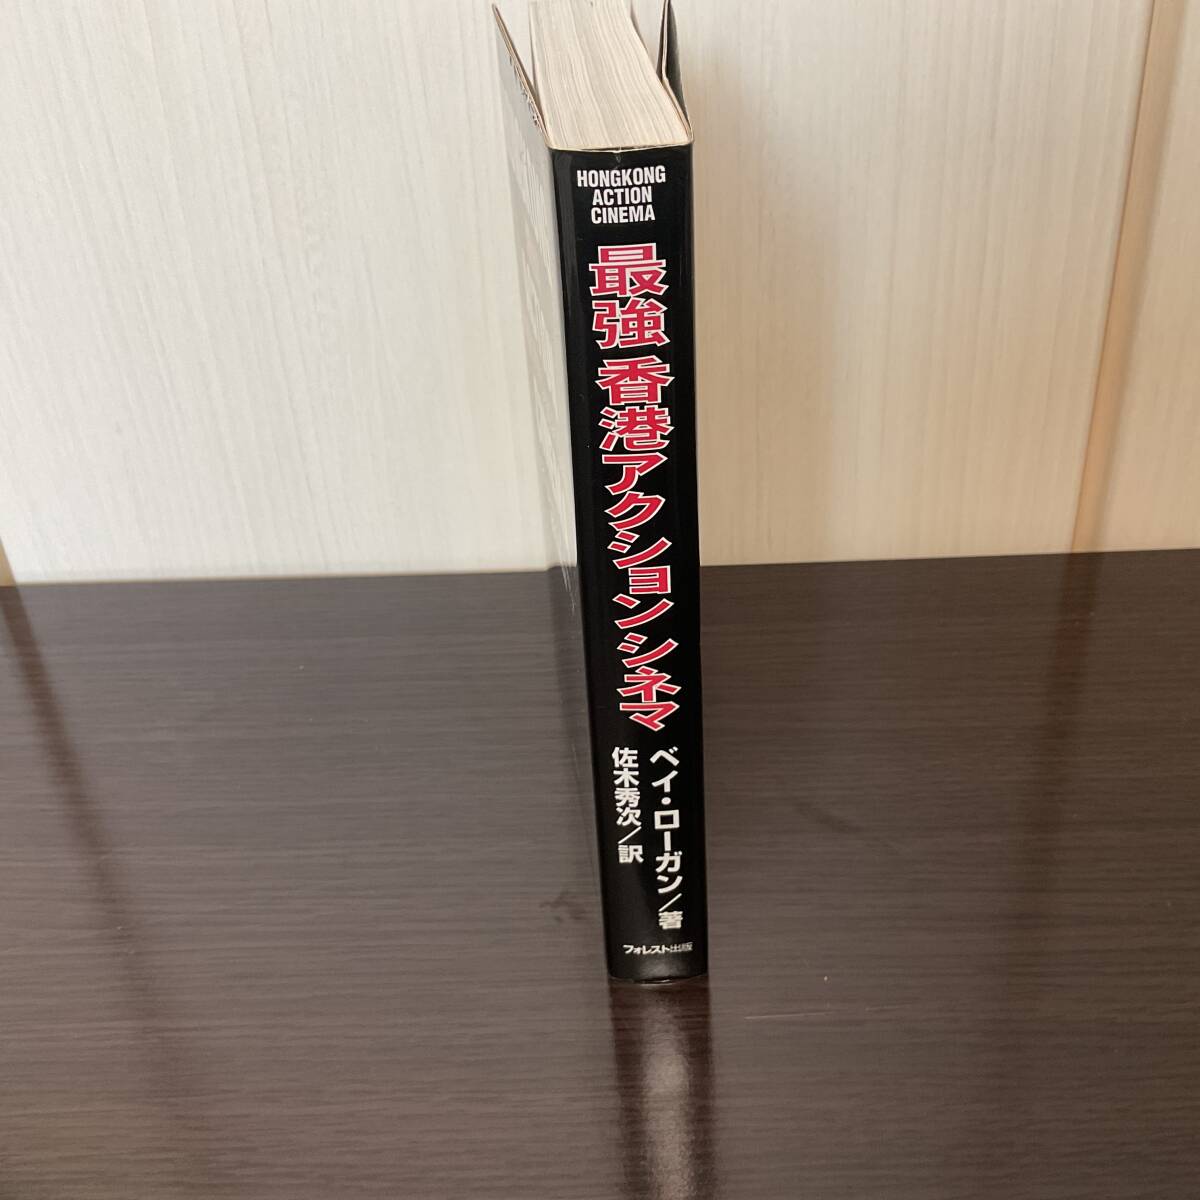 HONGKONG
ACTION
CINEMA
最強 香港アクションシネマ
ベイ・ローガン/著
佐木秀次/訳
フォレスト出版